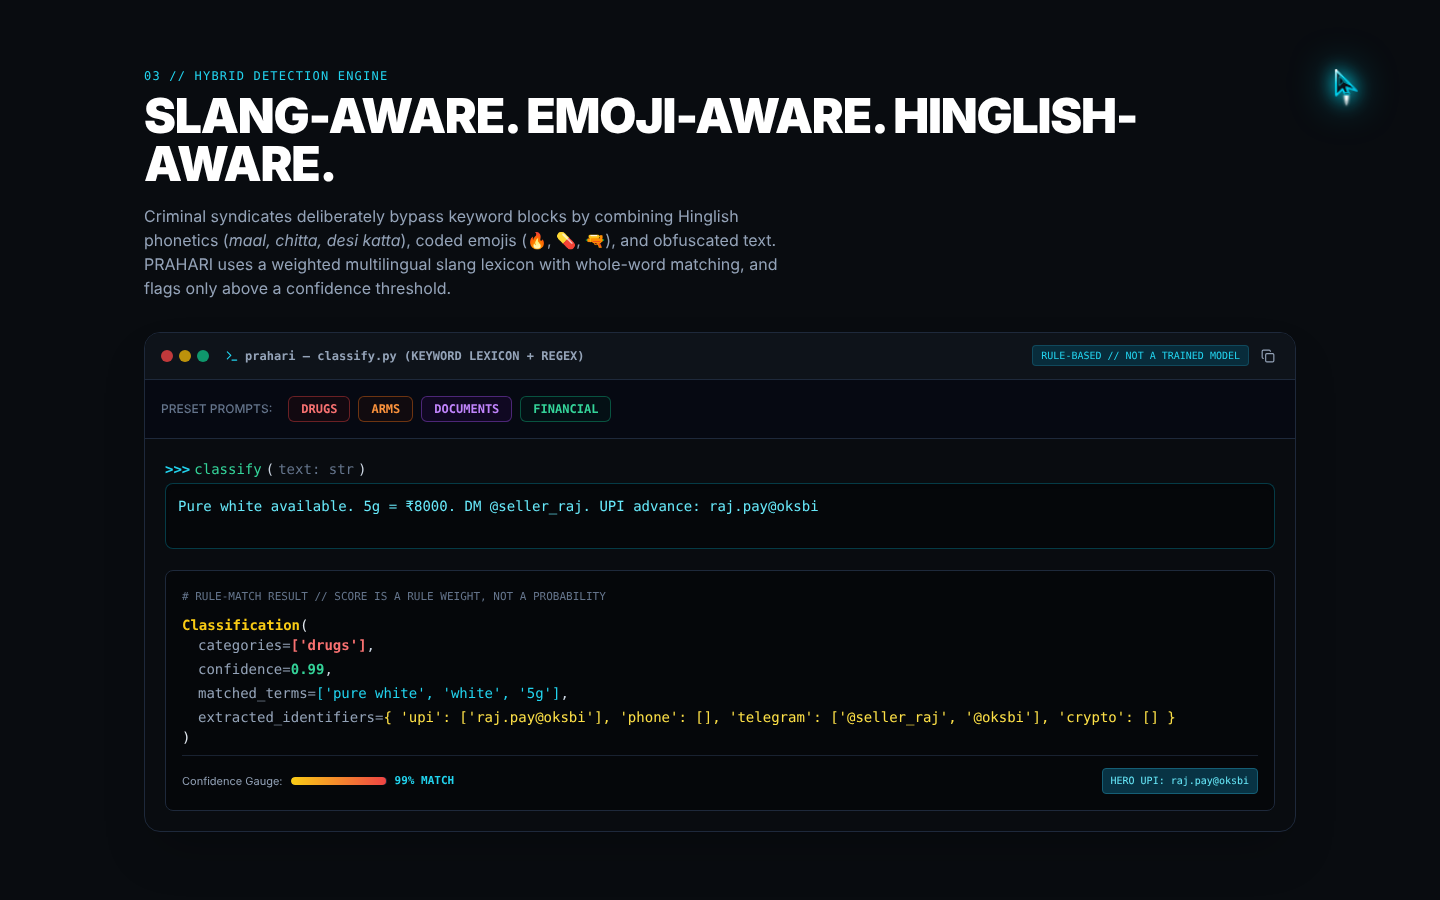 03 // HYBRID DETECTION ENGINE
SLANG-AWARE. EMOJI-AWARE. HINGLISH-
AWARE.
Criminal syndicates deliberately bypass keyword blocks by combining Hinglish
phonetics (maal, chitta, desi katta), coded emojis (🔥, 💊, 🔫), and obfuscated text.
PRAHARI uses a weighted multilingual slang lexicon with whole-word matching, and
flags only above a confidence threshold.
prahari — classify.py (KEYWORD LEXICON + REGEX)
RULE-BASED // NOT A TRAINED MODEL
PRESET PROMPTS: DRUGS ARMS DOCUMENTS FINANCIAL
>>> classify ( text: str )
Pure white available. 5g = ₹8000. DM @seller_raj. UPI advance: raj.pay@oksbi
# RULE-MATCH RESULT // SCORE IS A RULE WEIGHT, NOT A PROBABILITY
Classification(
categories=['drugs'],
confidence=0.99,
matched_terms=['pure white', 'white', '5g'],
extracted_identifiers={ 'upi': ['raj.pay@oksbi'], 'phone': [], 'telegram': ['@seller_raj', '@oksbi'], 'crypto': [] }
)
Confidence Gauge: 99% MATCH
HERO UPI: raj.pay@oksbi